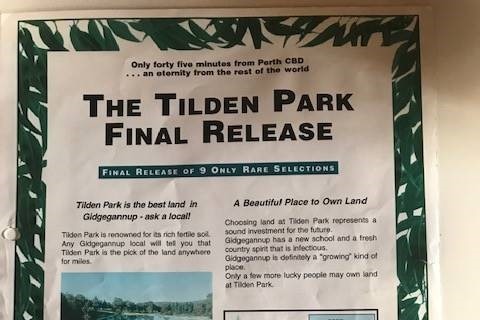 Only forty five minutes from Perth CBD
. . . an eternity from the rest of the world
THE TILDEN PARK
FINAL RELEASE
FINAL RELEASE OF 9 ONLY RARE SELECTIONS
Tilden Park is the best land in
Gidgegannup - ask a local!
Tilden Park is renowned for its rich fertile soil.
Any Gidgegannup local will tell you that
Tilden Park is the pick of the land anywhere
for miles.
A Beautiful Place to Own Land
Choosing land at Tilden Park represents a
sound investment for the future.
Gidgegannup has a new school and a fresh
country spirit that is infectious.
Gidgegannup is definitely a "growing" kind of
place.
Only a few more lucky people may own land
at Tilden Park.